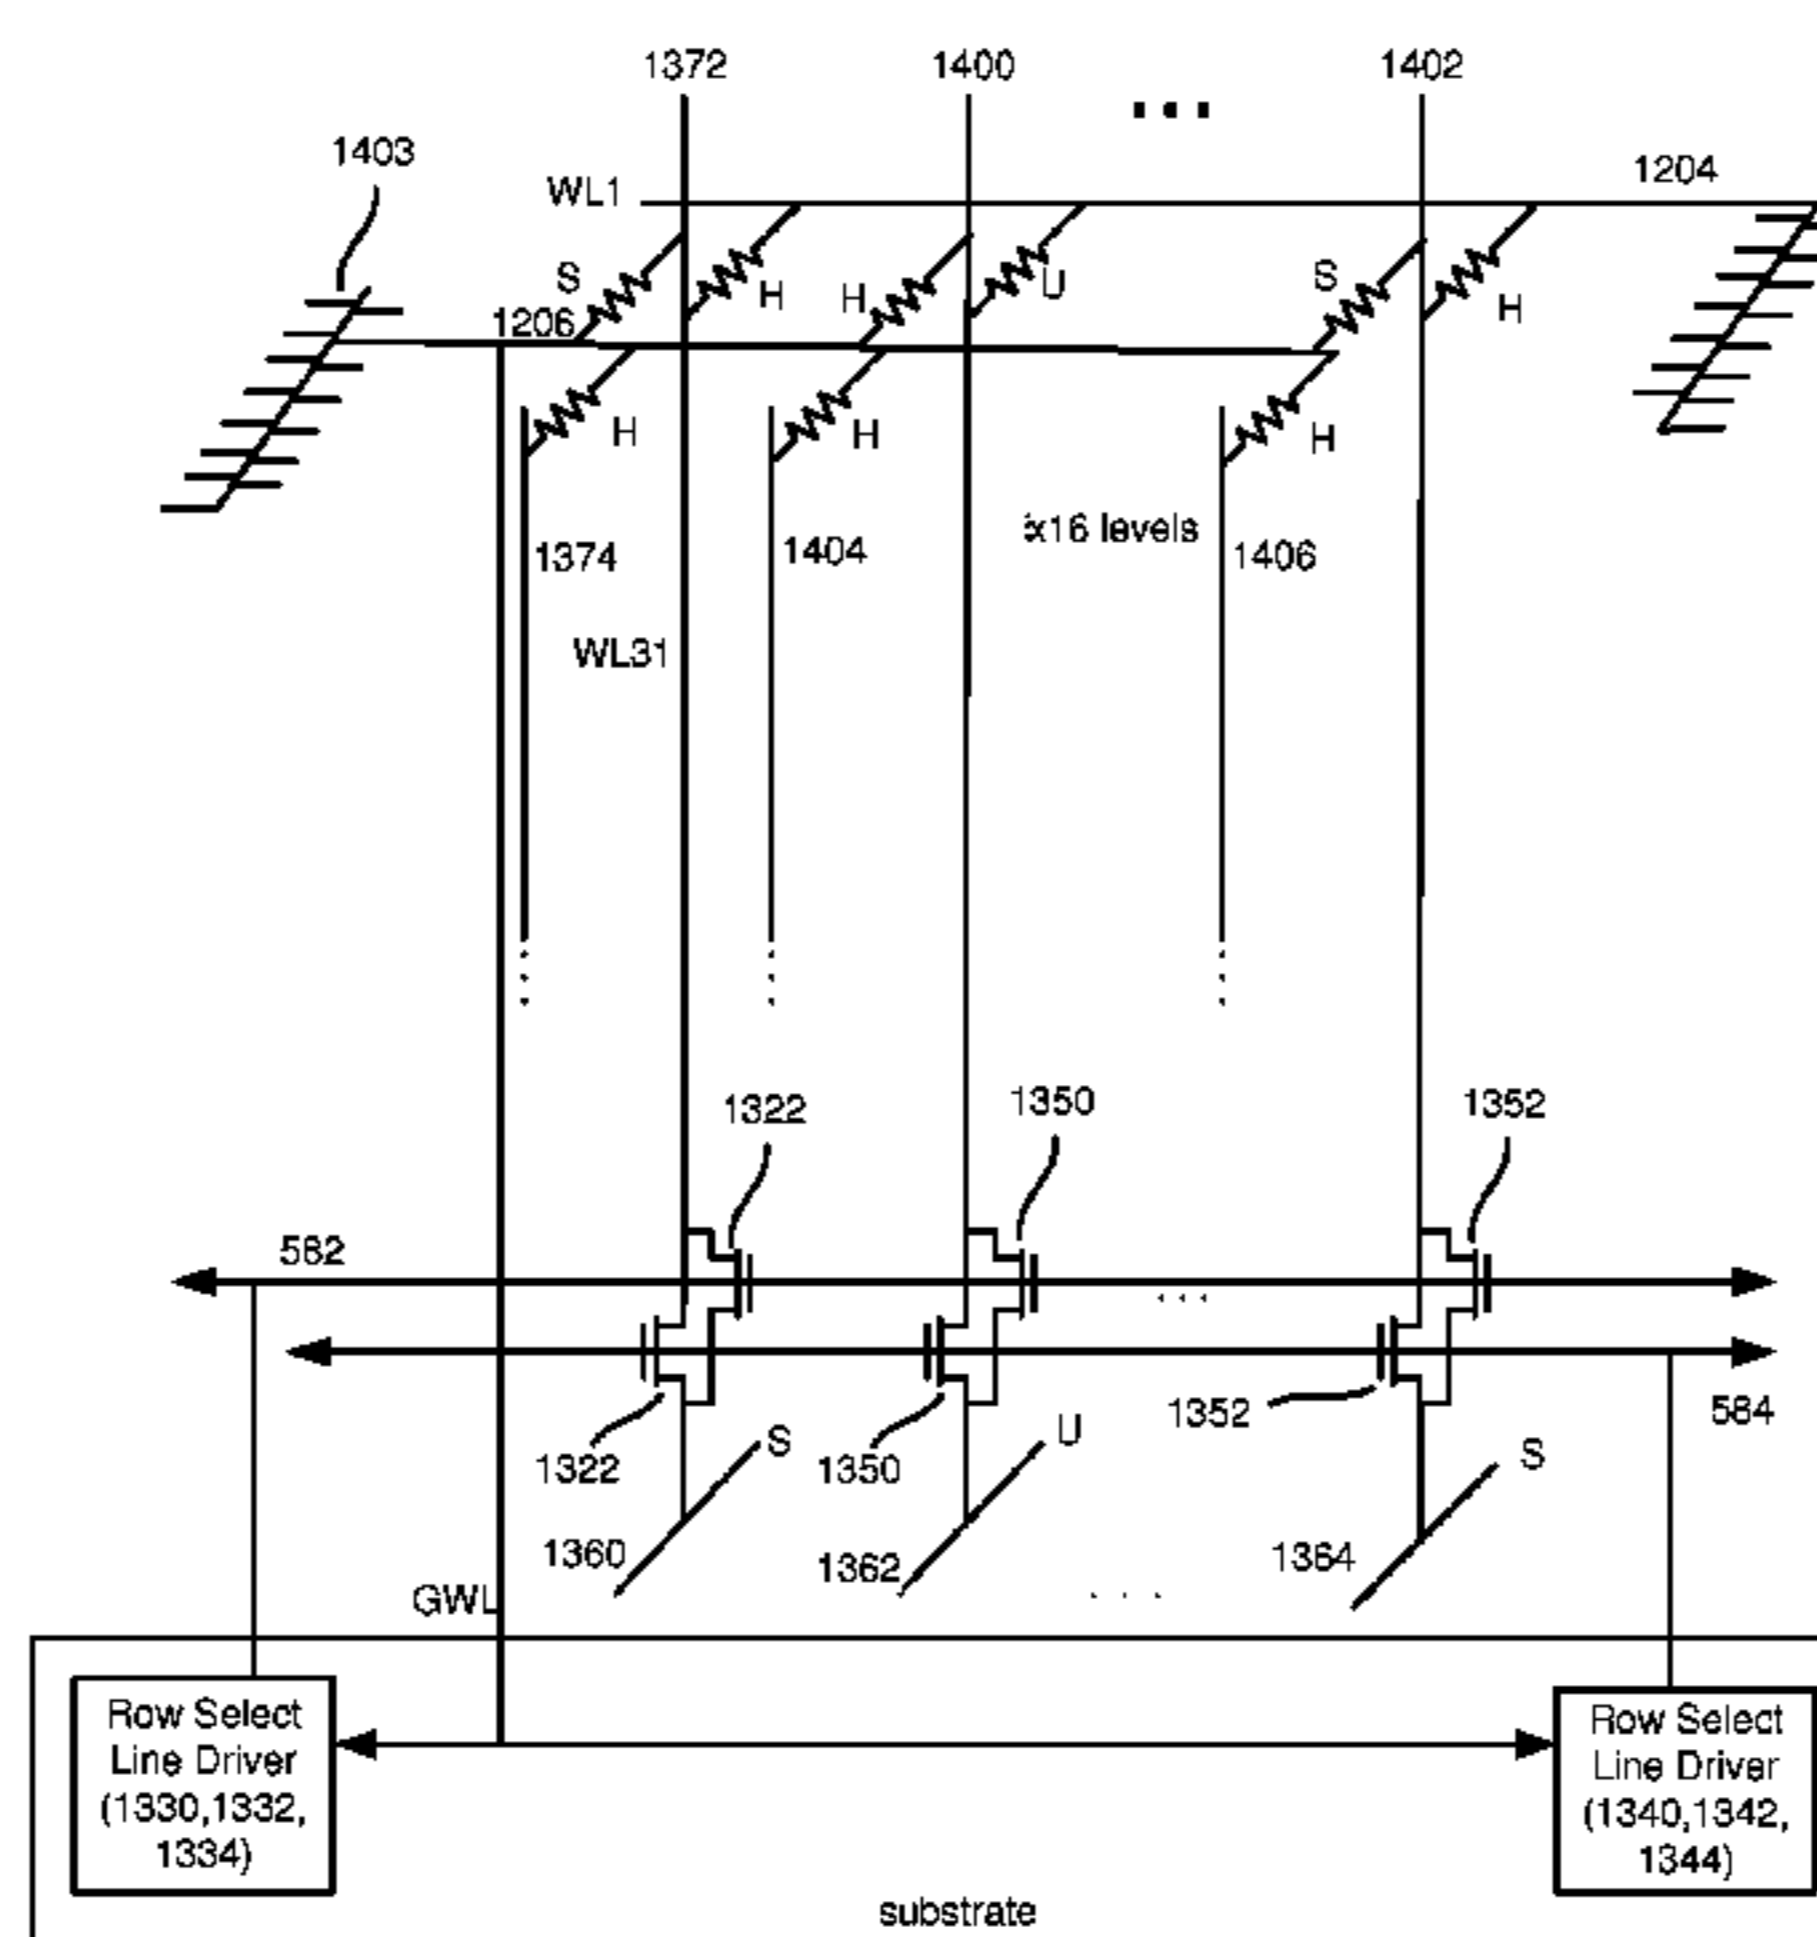 1372
1400
1402
...
1403
WL1
1204
S
H
H
U
S
H
1206
H
H
H
x16 levels
1374
1404
1406
WL31
1322
1350
1352
582
...
584
1322
1350
1352
S
U
S
1360
1362
1364
...
GWL
Row Select
Line Driver
(1330,1332,
1334)
Row Select
Line Driver
(1340,1342,
1344)
substrate